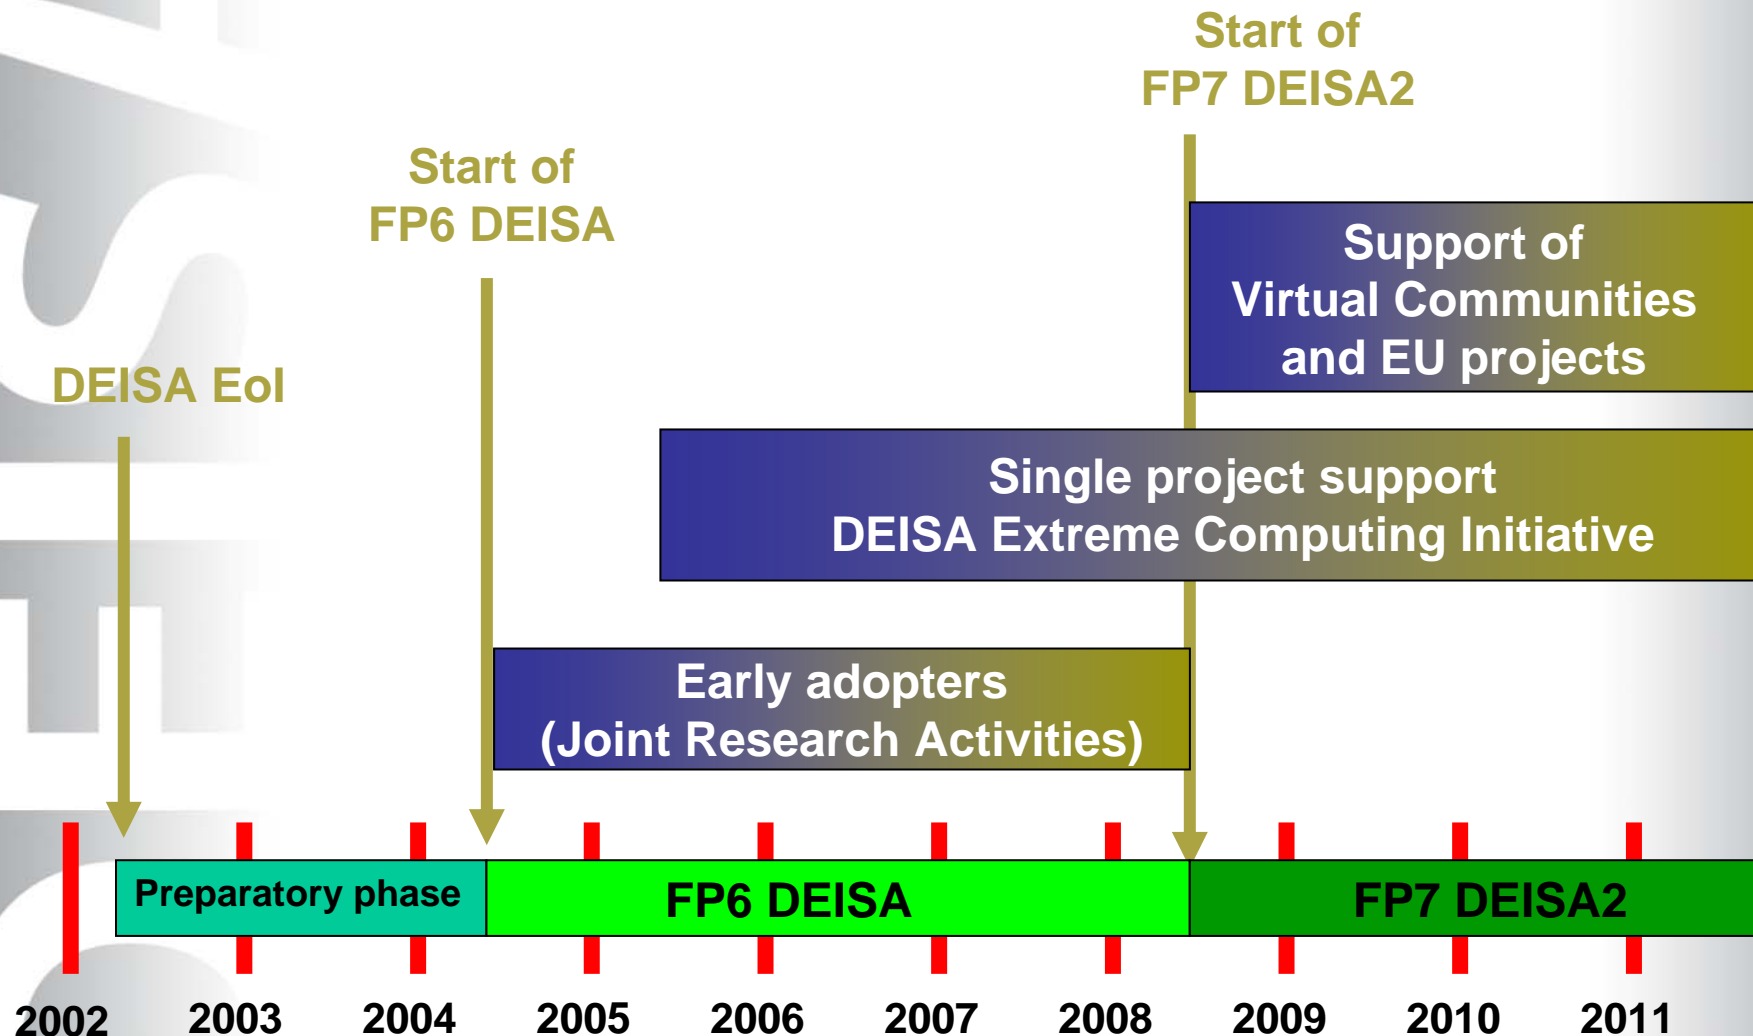 Start of
FP7 DEISA2
Start of
FP6 DEISA
DEISA EoI
Support of
Virtual Communities
and EU projects
Single project support
DEISA Extreme Computing Initiative
Early adopters
(Joint Research Activities)
Preparatory phase
FP6 DEISA
FP7 DEISA2
2002 2003 2004 2005 2006 2007 2008 2009 2010 2011
DEISA